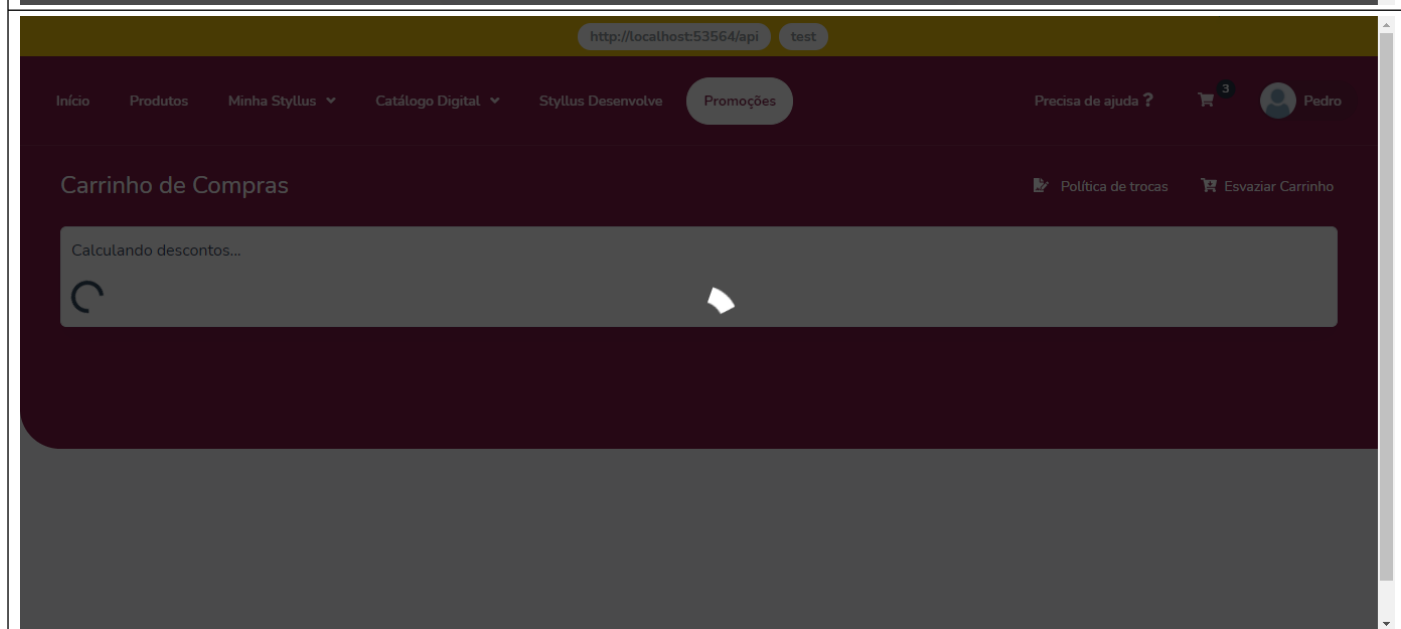 http://localhost:53564/api test
Início Produtos Minha Styllus Catálogo Digital Styllus Desenvolve Promoções Precisa de ajuda ? 3 Pedro
Carrinho de Compras Política de trocas Esvaziar Carrinho
Calculando descontos...